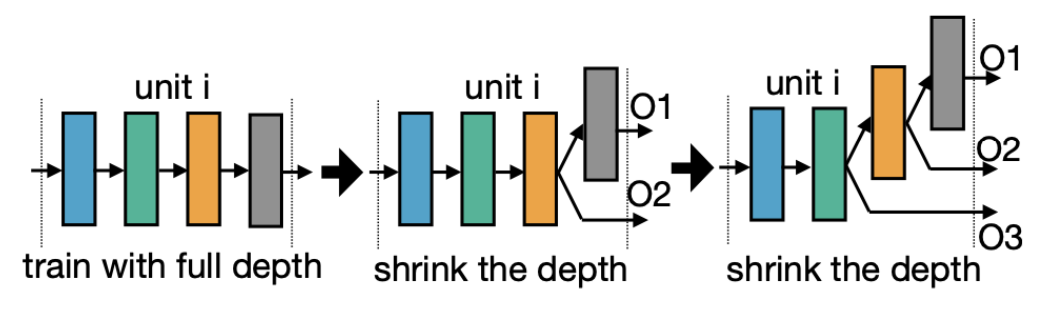 unit i
train with full depth
unit i
O1
O2
shrink the depth
unit i
O1
O2
O3
shrink the depth